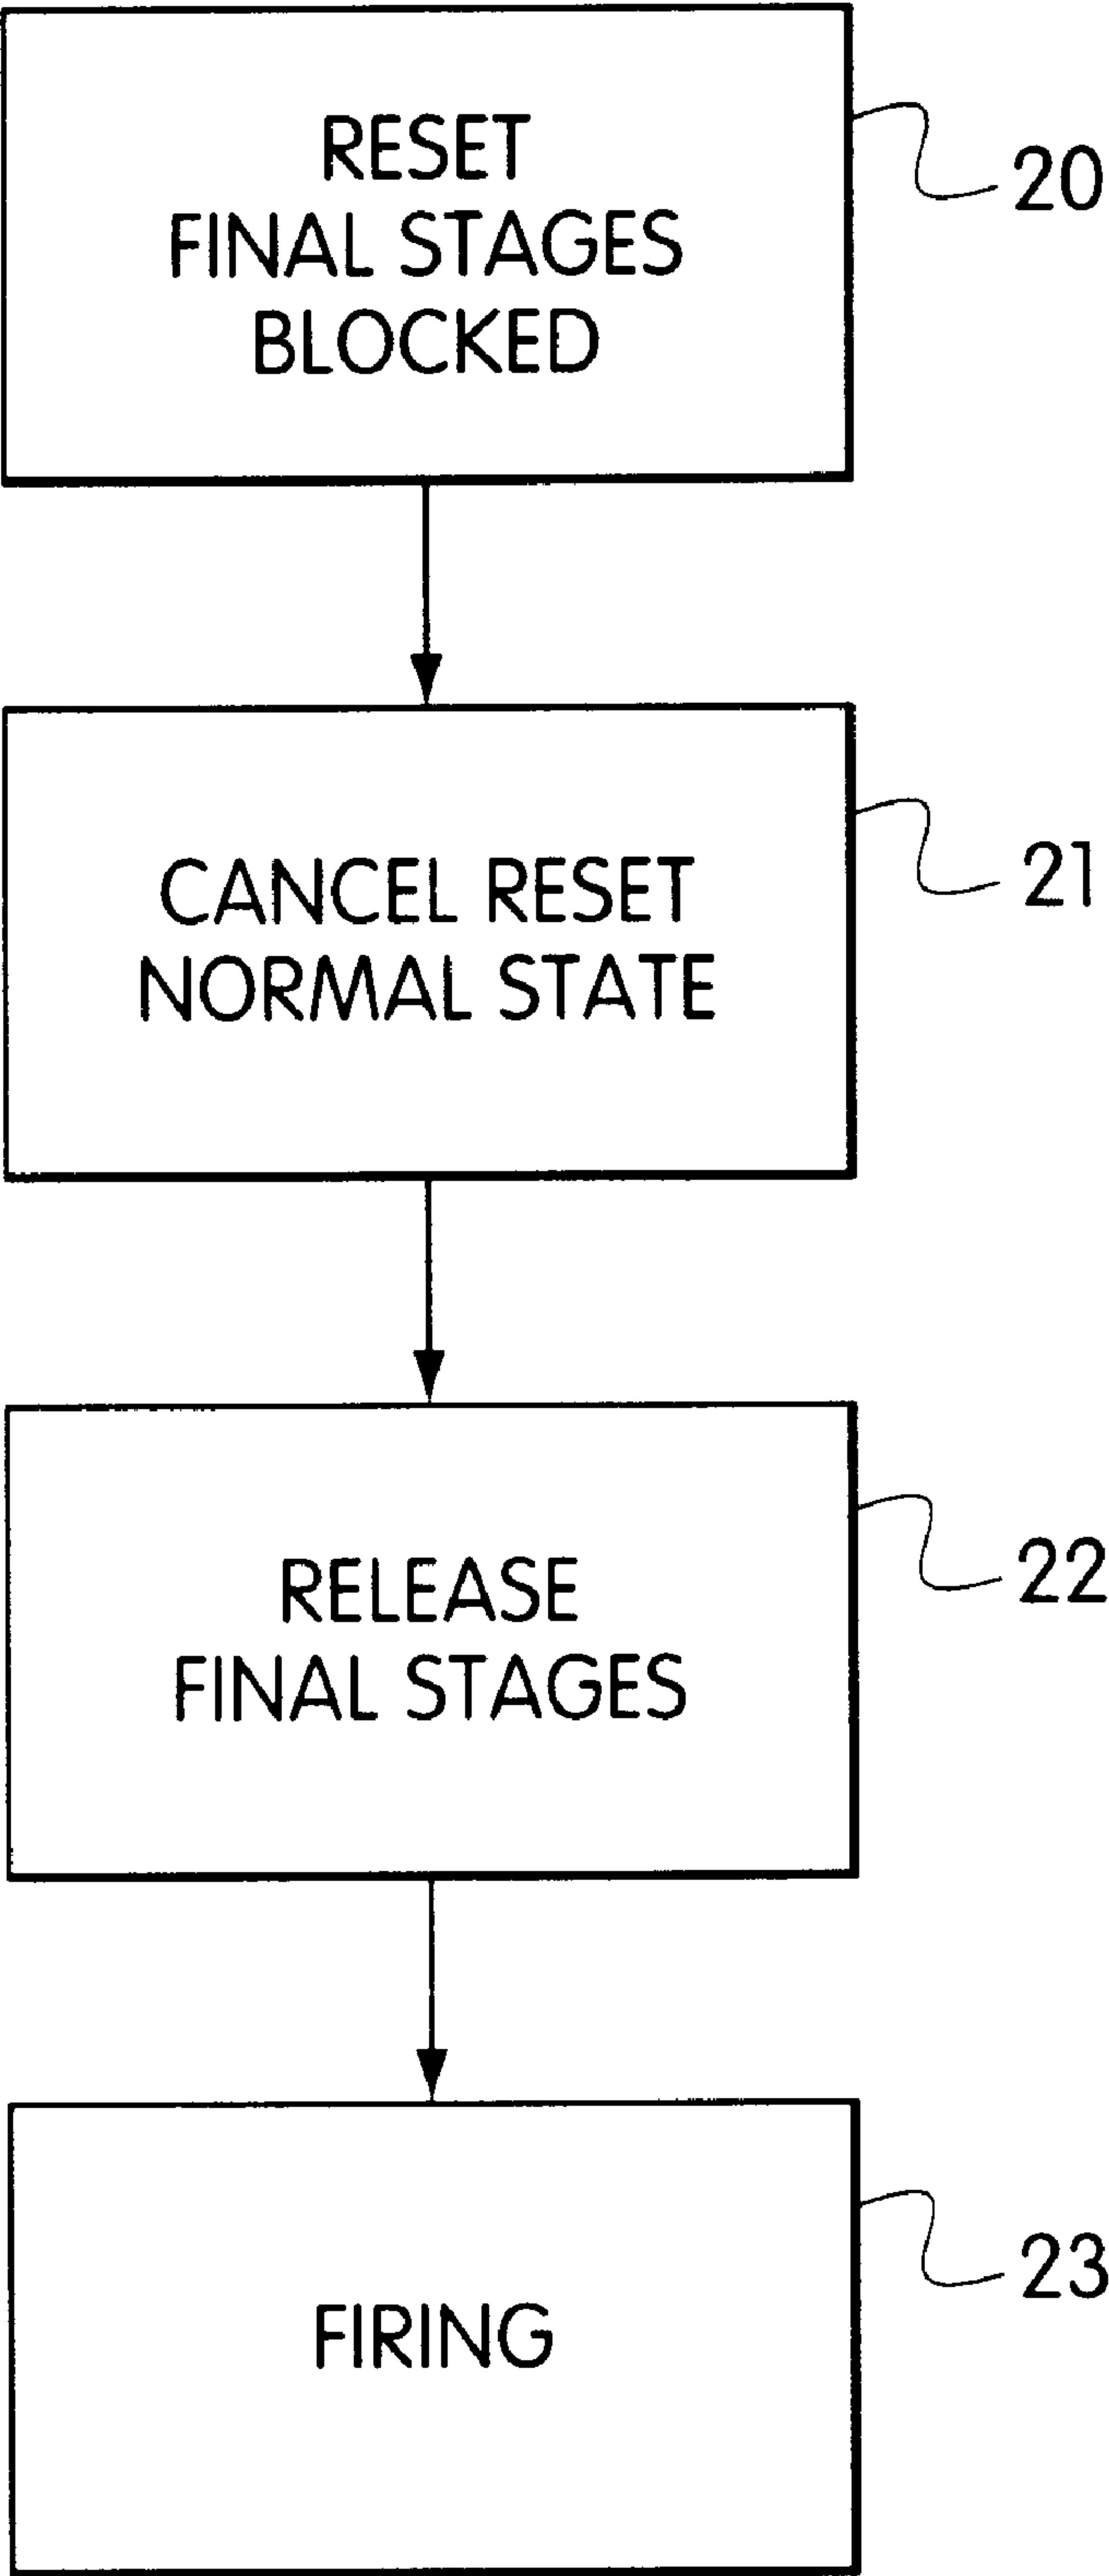 RESET
FINAL STAGES
BLOCKED
20
CANCEL RESET
NORMAL STATE
21
RELEASE
FINAL STAGES
22
FIRING
23